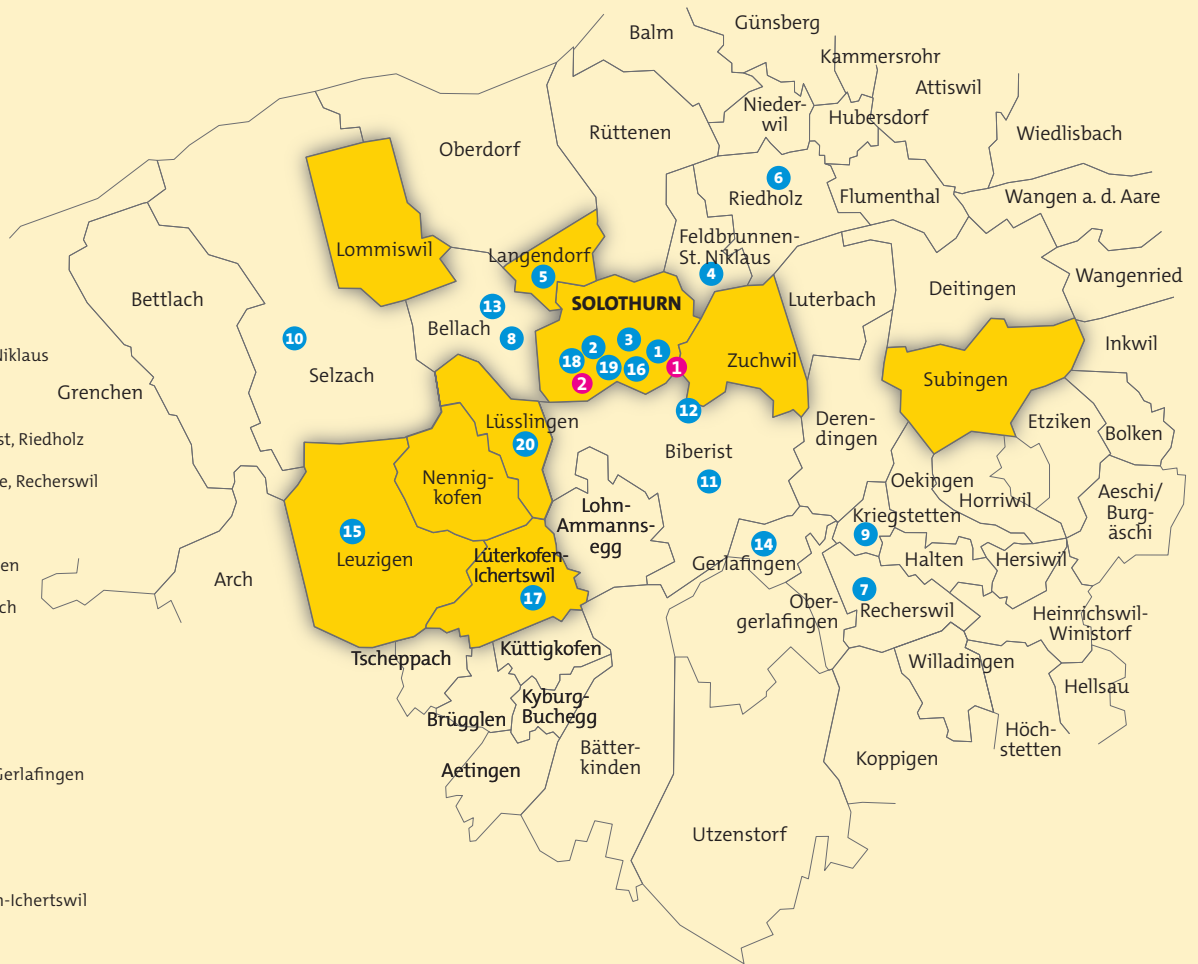 Balm
Günsberg
Kammersrohr
Attiswil
Nieder-
wil
Hubersdorf
Rüttenen
Wiedlisbach
Oberdorf
6
Riedholz
Flumenthal
Wangen a. d. Aare
Lommiswil
Langendorf
5
Feldbrunnen-
St. Niklaus
4
Wangenried
Bettlach
13
Bellach
8
10
Selzach
SOLOTHURN
3
2
1
18
19
16
1
2
Luterbach
Deitingen
Zuchwil
Subingen
Inkwil
Niklaus
Grenchen
12
Lüsslingen
20
Biberist
11
Deren-
dingen
Etziken
Bolken
st, Riedholz
e, Recherswil
Nennig-
kofen
Lohn-
Ammanns-
egg
Oekingen
Horriwil
Aeschi/
Burg-
äschi
Kriegstetten
9
15
Leuzigen
Lüterkofen-
Ichertswil
17
14
Gerlafingen
Halten
Hersiwil
en
Arch
7
Recherswil
Ober-
gerlafingen
Heinrichswil-
Winistorf
ch
Tscheppach
Küttigkofen
Willadingen
Hellsau
Kyburg-
Buchegg
Brügglen
Höch-
stetten
Aetingen
Bätter-
kinden
Koppigen
Gerlafingen
Utzenstorf
n-Ichertswil